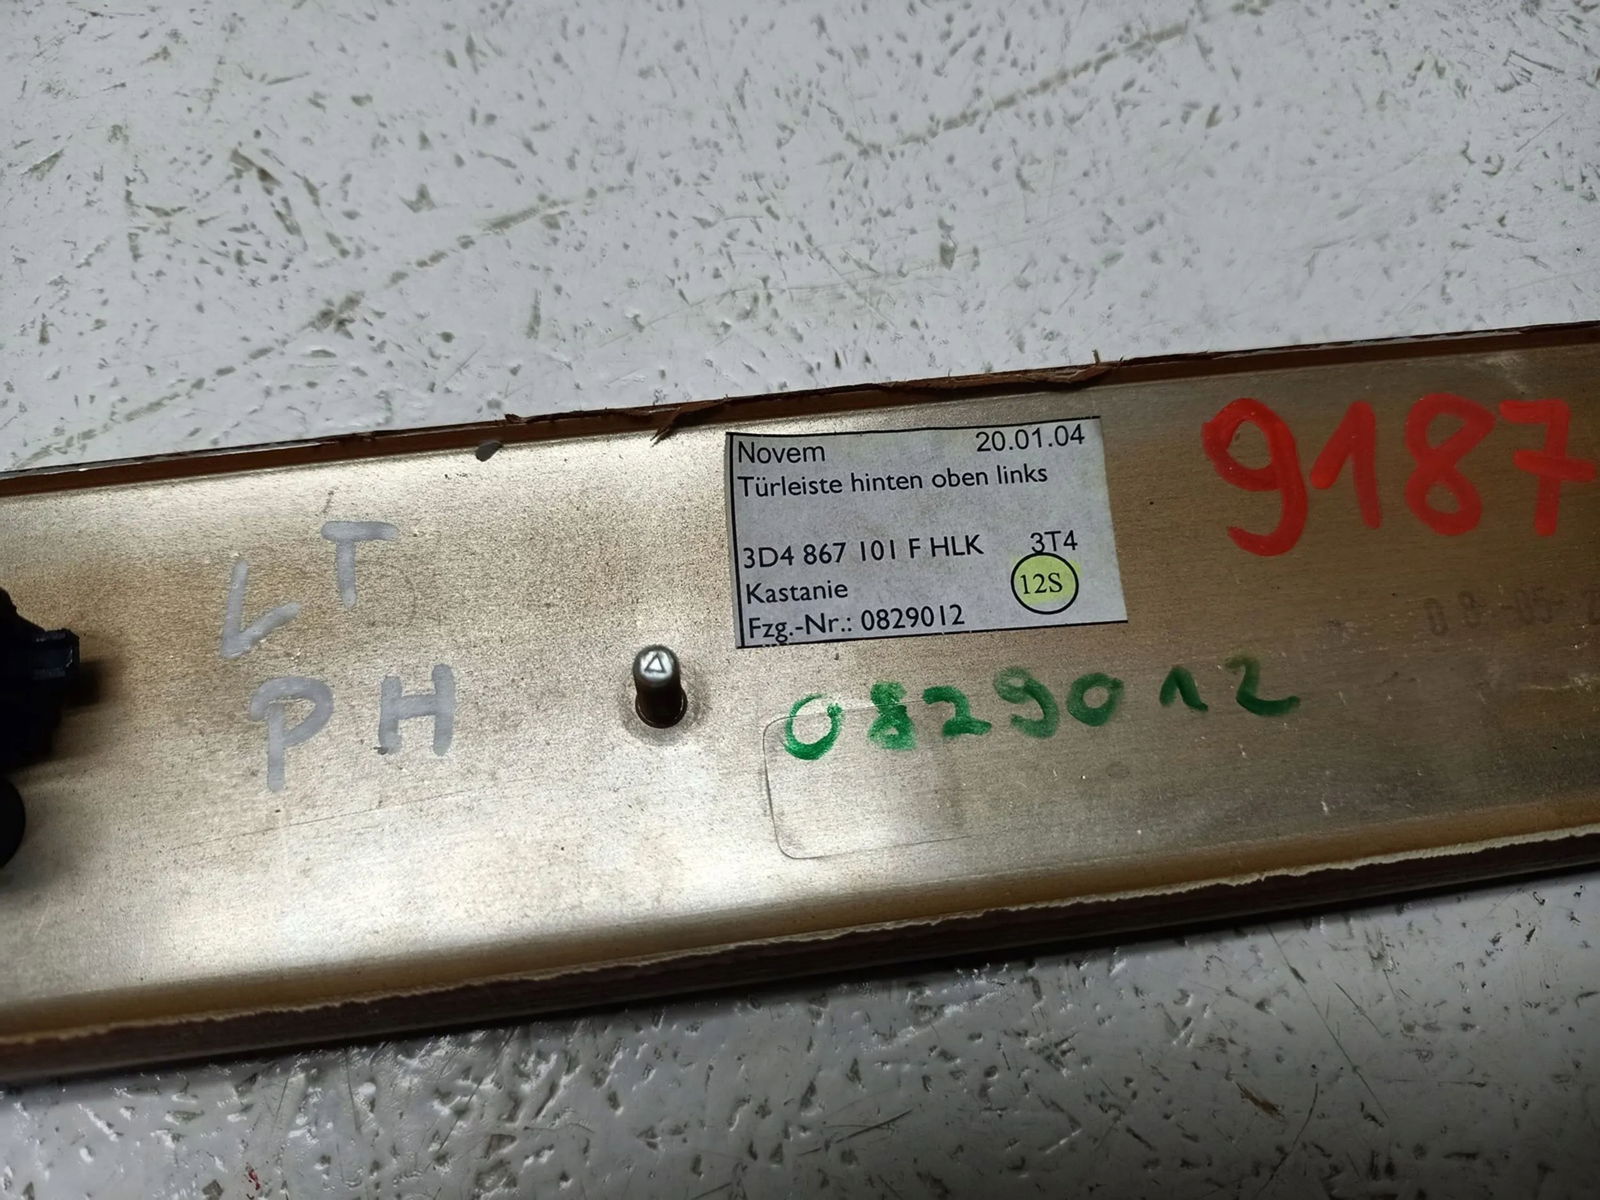 Novem 20.01.04
Türleiste hinten oben links
3D4 867 101 F HLK 3T4
Kastanie 12S
Fzg.-Nr.: 0829012
9187
LT
PH
0829012